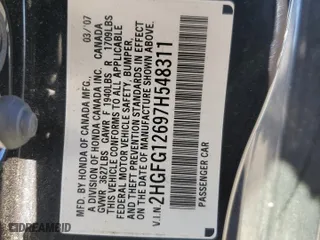 MFD. BY HONDA OF CANADA MFG.,
A DIVISION OF HONDA CANADA INC. CANADA 03/07
GVWR 3627LBS GAWR F 1940LBS R 1709LBS
THIS VEHICLE CONFORMS TO ALL APPLICABLE
FEDERAL MOTOR VEHICLE SAFETY, BUMPER,
AND THEFT PREVENTION STANDARDS IN EFFECT
ON THE DATE OF MANUFACTURE SHOWN ABOVE.
V.I.N.: 2HGFG12697H548311
PASSENGER CAR
DREAMBID